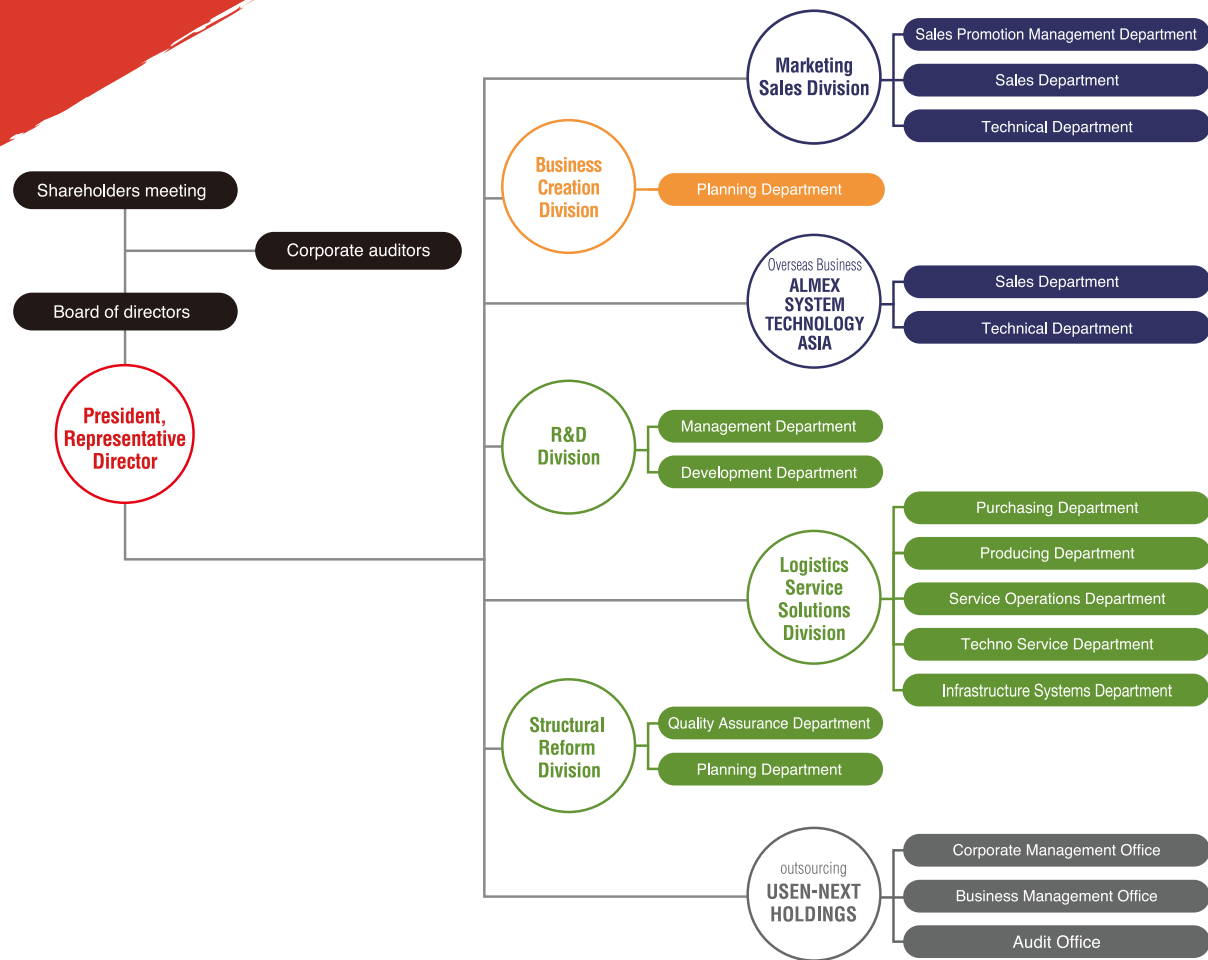 Shareholders meeting
Corporate auditors
Board of directors
President,
Representative
Director
Marketing
Sales Division
Sales Promotion Management Department
Sales Department
Technical Department
Business
Creation
Division
Planning Department
Overseas Business
ALMEX
SYSTEM
TECHNOLOGY
ASIA
Sales Department
Technical Department
R&D
Division
Management Department
Development Department
Logistics
Service
Solutions
Division
Purchasing Department
Producing Department
Service Operations Department
Techno Service Department
Infrastructure Systems Department
Structural
Reform
Division
Quality Assurance Department
Planning Department
outsourcing
USEN-NEXT
HOLDINGS
Corporate Management Office
Business Management Office
Audit Office